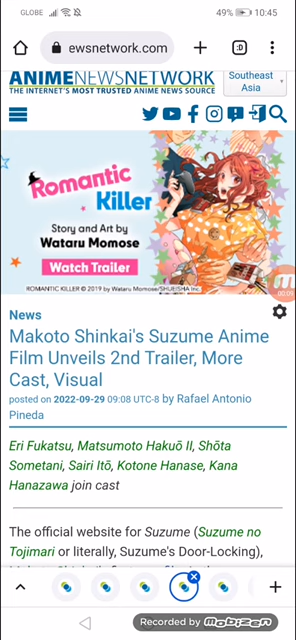 GLOBE
49%
10:45
ewsnetwork.com
:D
ANIMENEWSNETWORK
THE INTERNET'S MOST TRUSTED ANIME NEWS SOURCE
Southeast
Asia
Romantic
Killer
Story and Art by
Wataru Momose
Watch Trailer
ROMANTIC KILLER © 2019 by Wataru Momose/SHUEISHA Inc.
00:09
News
Makoto Shinkai's Suzume Anime
Film Unveils 2nd Trailer, More
Cast, Visual
posted on 2022-09-29 09:08 UTC-8 by Rafael Antonio
Pineda
Eri Fukatsu, Matsumoto Hakuō II, Shōta
Sometani, Sairi Itō, Kotone Hanase, Kana
Hanazawa join cast
The official website for Suzume (Suzume no
Tojimari or literally, Suzume's Door-Locking),
Recorded by mobizen